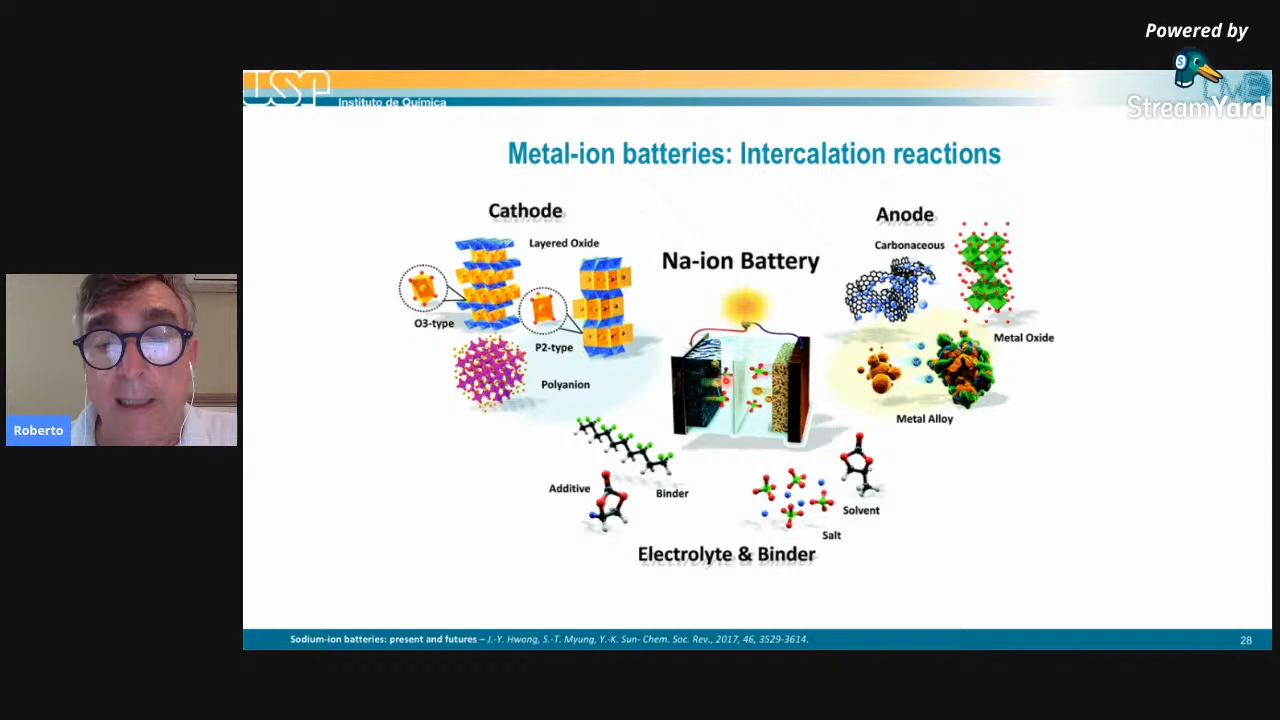 Powered by
StreamYard
USP
Instituto de Química
Metal-ion batteries: Intercalation reactions
Cathode
Layered Oxide
O3-type
P2-type
Polyanion
Na-ion Battery
Anode
Carbonaceous
Metal Oxide
Metal Alloy
Additive
Binder
Solvent
Salt
Electrolyte & Binder
Roberto
Sodium-ion batteries: present and futures – J.-Y. Hwang, S.-T. Myung, Y.-K. Sun- Chem. Soc. Rev., 2017, 46, 3529-3614.
28